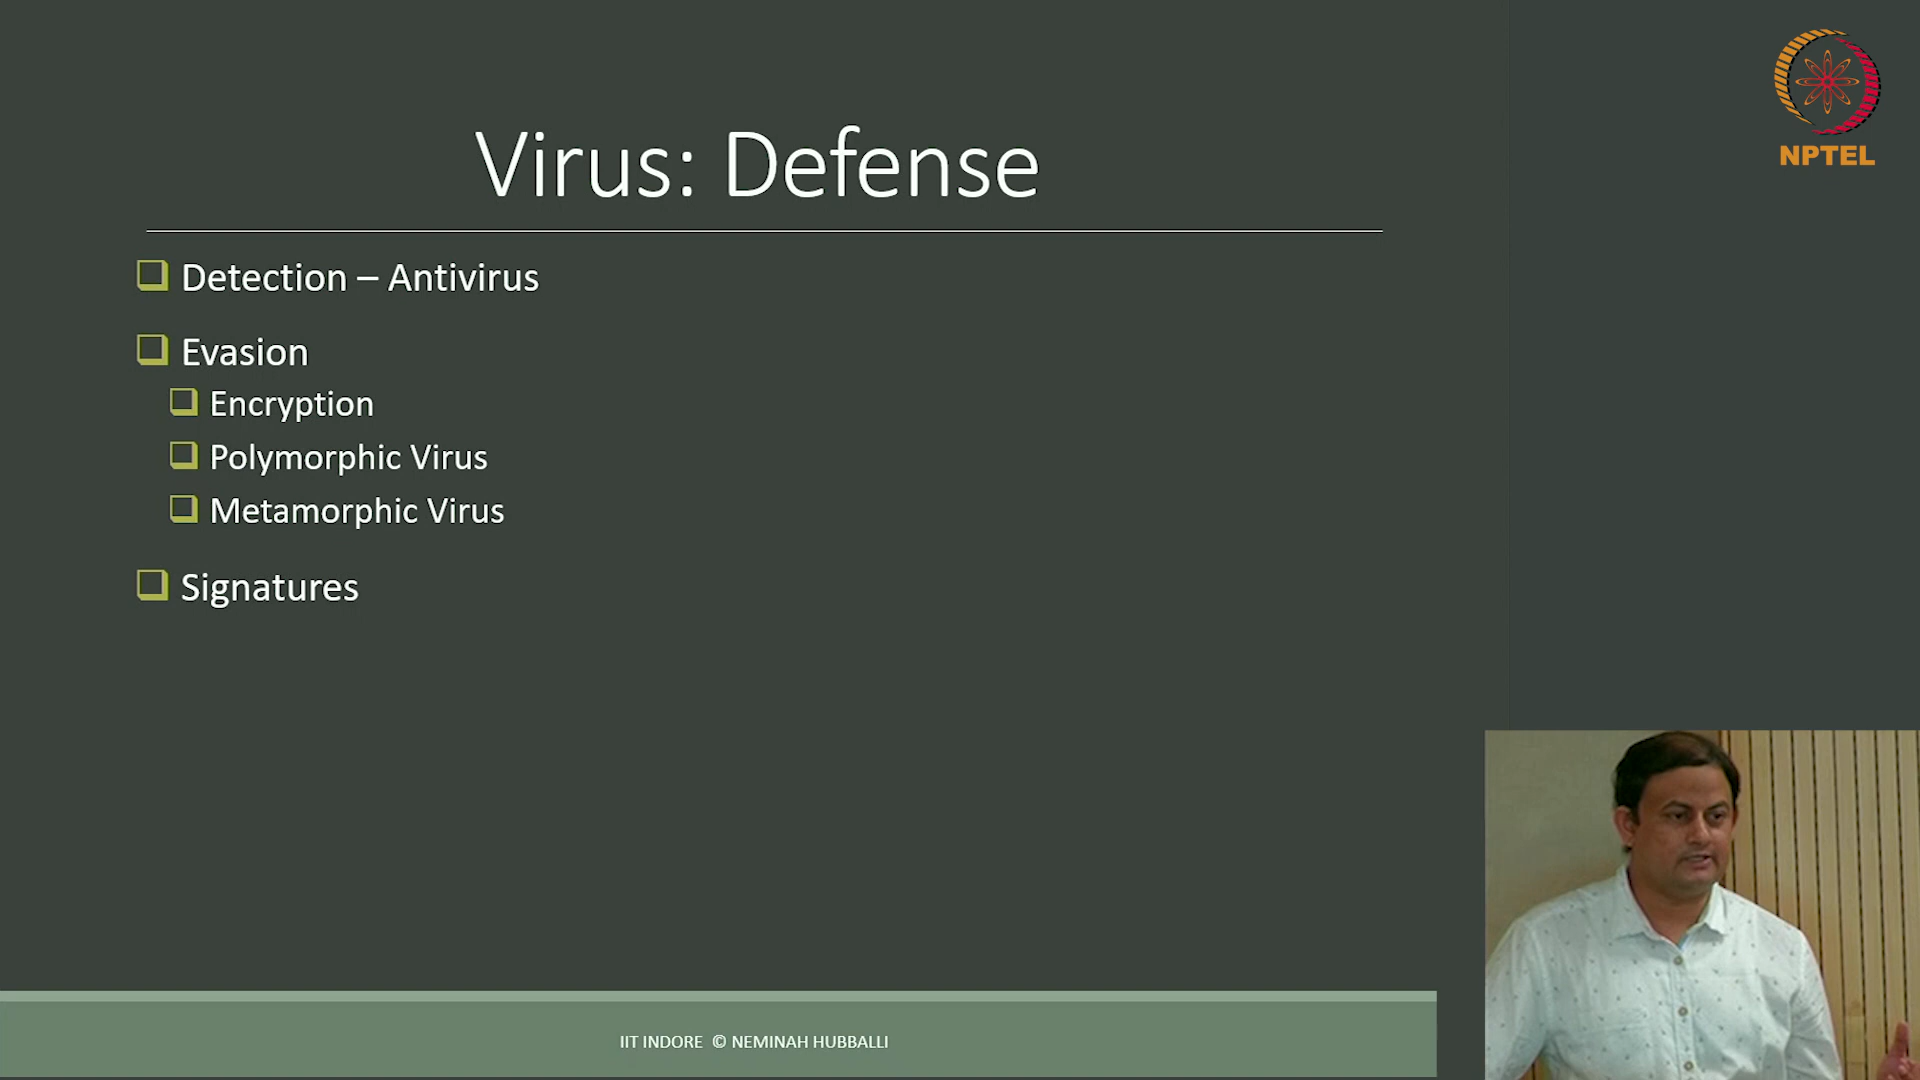 NPTEL
Virus: Defense
Detection – Antivirus
Evasion
Encryption
Polymorphic Virus
Metamorphic Virus
Signatures
IIT INDORE © NEMINAH HUBBALLI